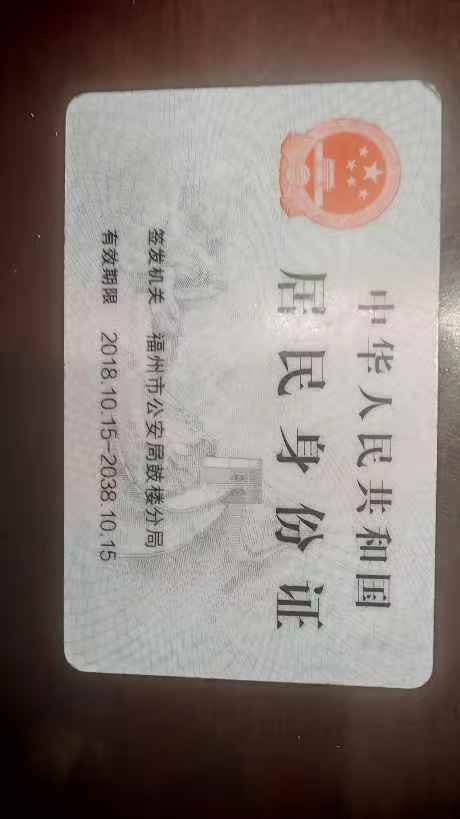 中华人民共和国
居民身份证
签发机关 福州市公安局鼓楼分局
有效期限 2018.10.15-2038.10.15